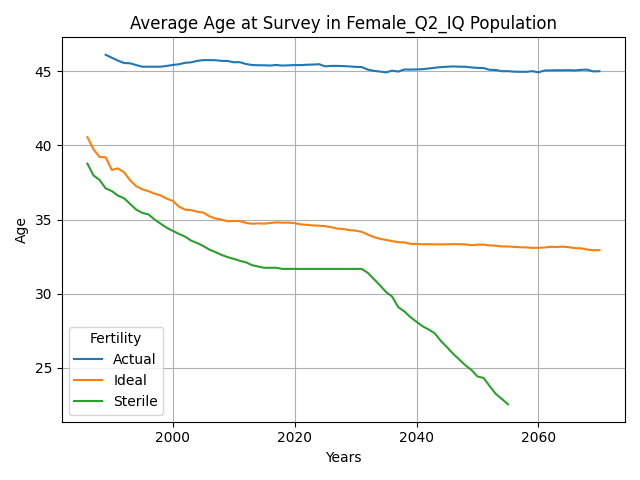 Average Age at Survey in Female_Q2_IQ Population
Age
45
40
35
30
25
Fertility
Actual
Ideal
Sterile
2000 2020 2040 2060
Years